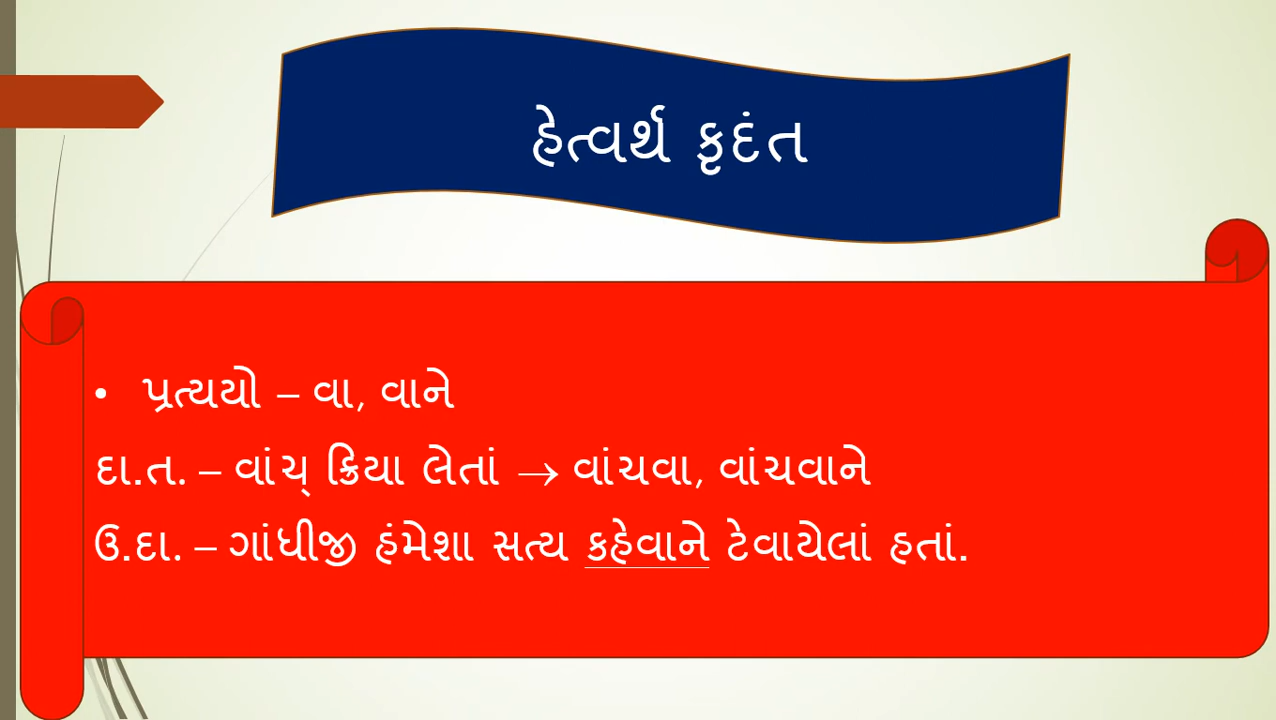 હેત્વર્થ કૃદંત
• પ્રત્યયો – વા, વાને
દા.ત. – વાંચ્ ક્રિયા લેતાં → વાંચવા, વાંચવાને
ઉ.દા. – ગાંધીજી હંમેશા સત્ય કહેવાને ટેવાયેલાં હતાં.